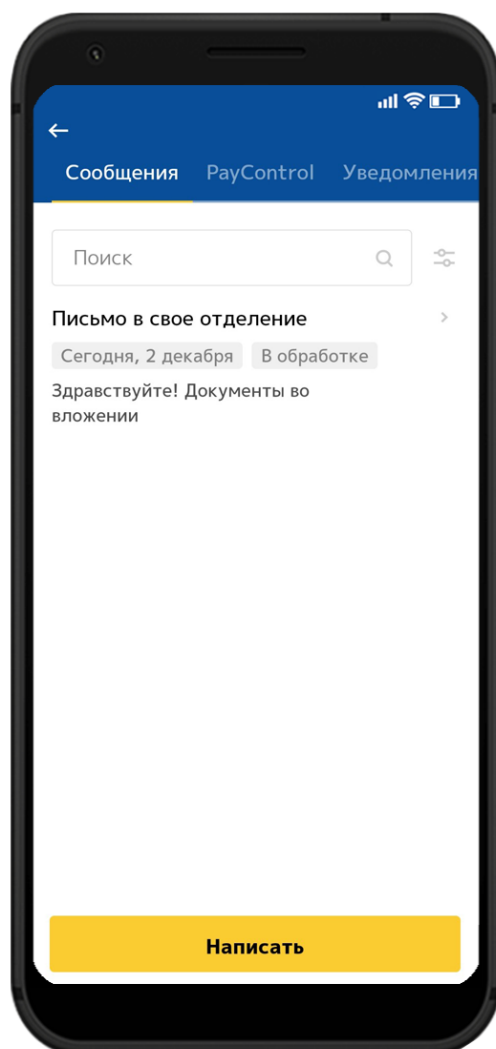 Сообщения PayControl Уведомления
Поиск
Письмо в свое отделение
Сегодня, 2 декабря В обработке
Здравствуйте! Документы во
вложении
Написать